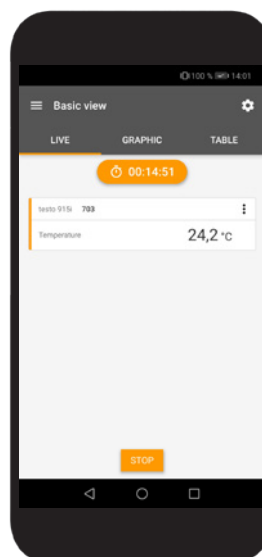 100 % 14:01
Basic view
LIVE GRAPHIC TABLE
00:14:51
testo 915i 703
Temperature 24,2 °C
STOP